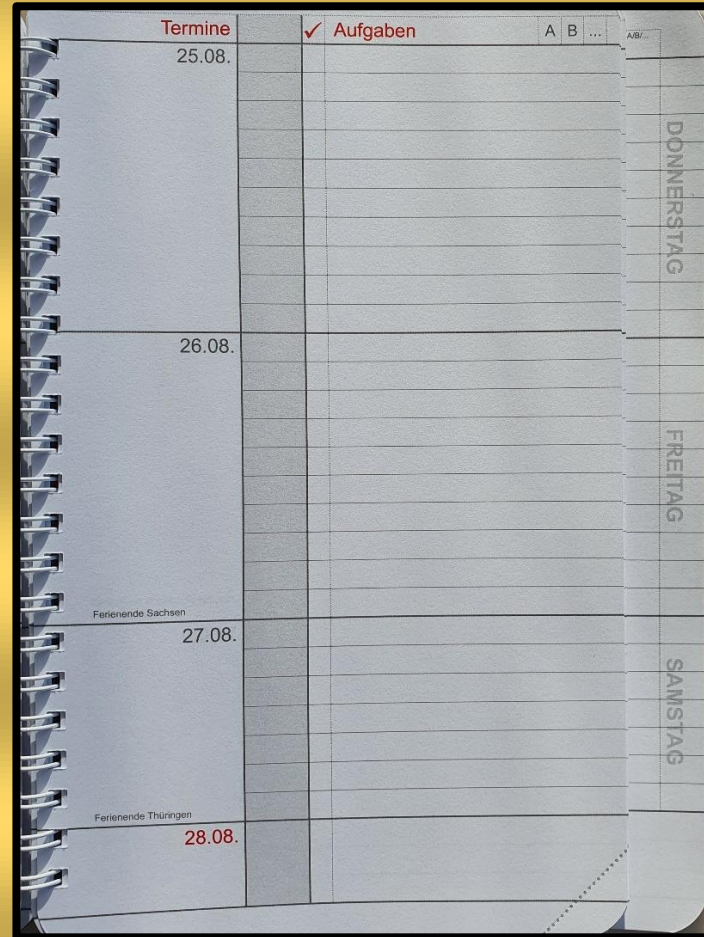 Termine ✓ Aufgaben A B ... A/B/...
25.08.
DONNERSTAG
26.08.
FREITAG
Ferienende Sachsen
27.08.
SAMSTAG
Ferienende Thüringen
28.08.